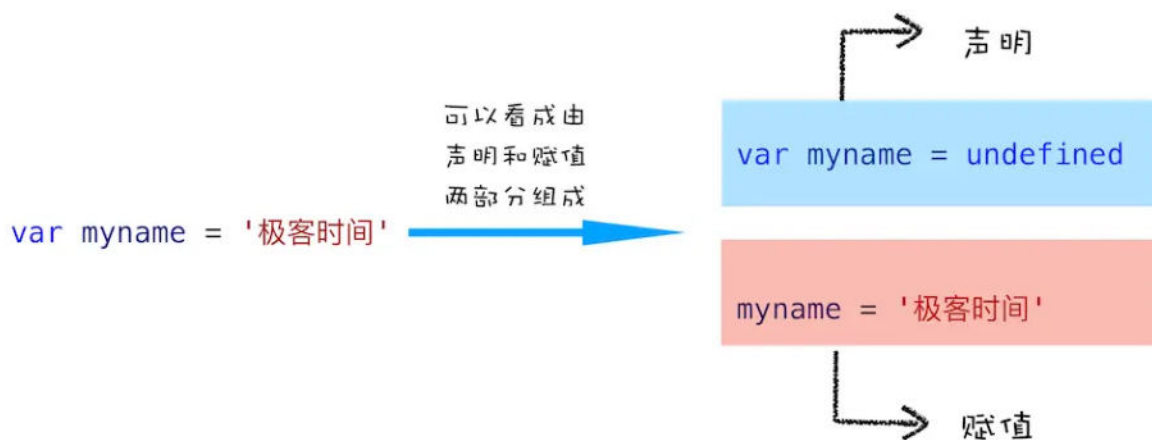 声明
可以看成由
声明和赋值
两部分组成
var myname = undefined
var myname = '极客时间'
myname = '极客时间'
赋值